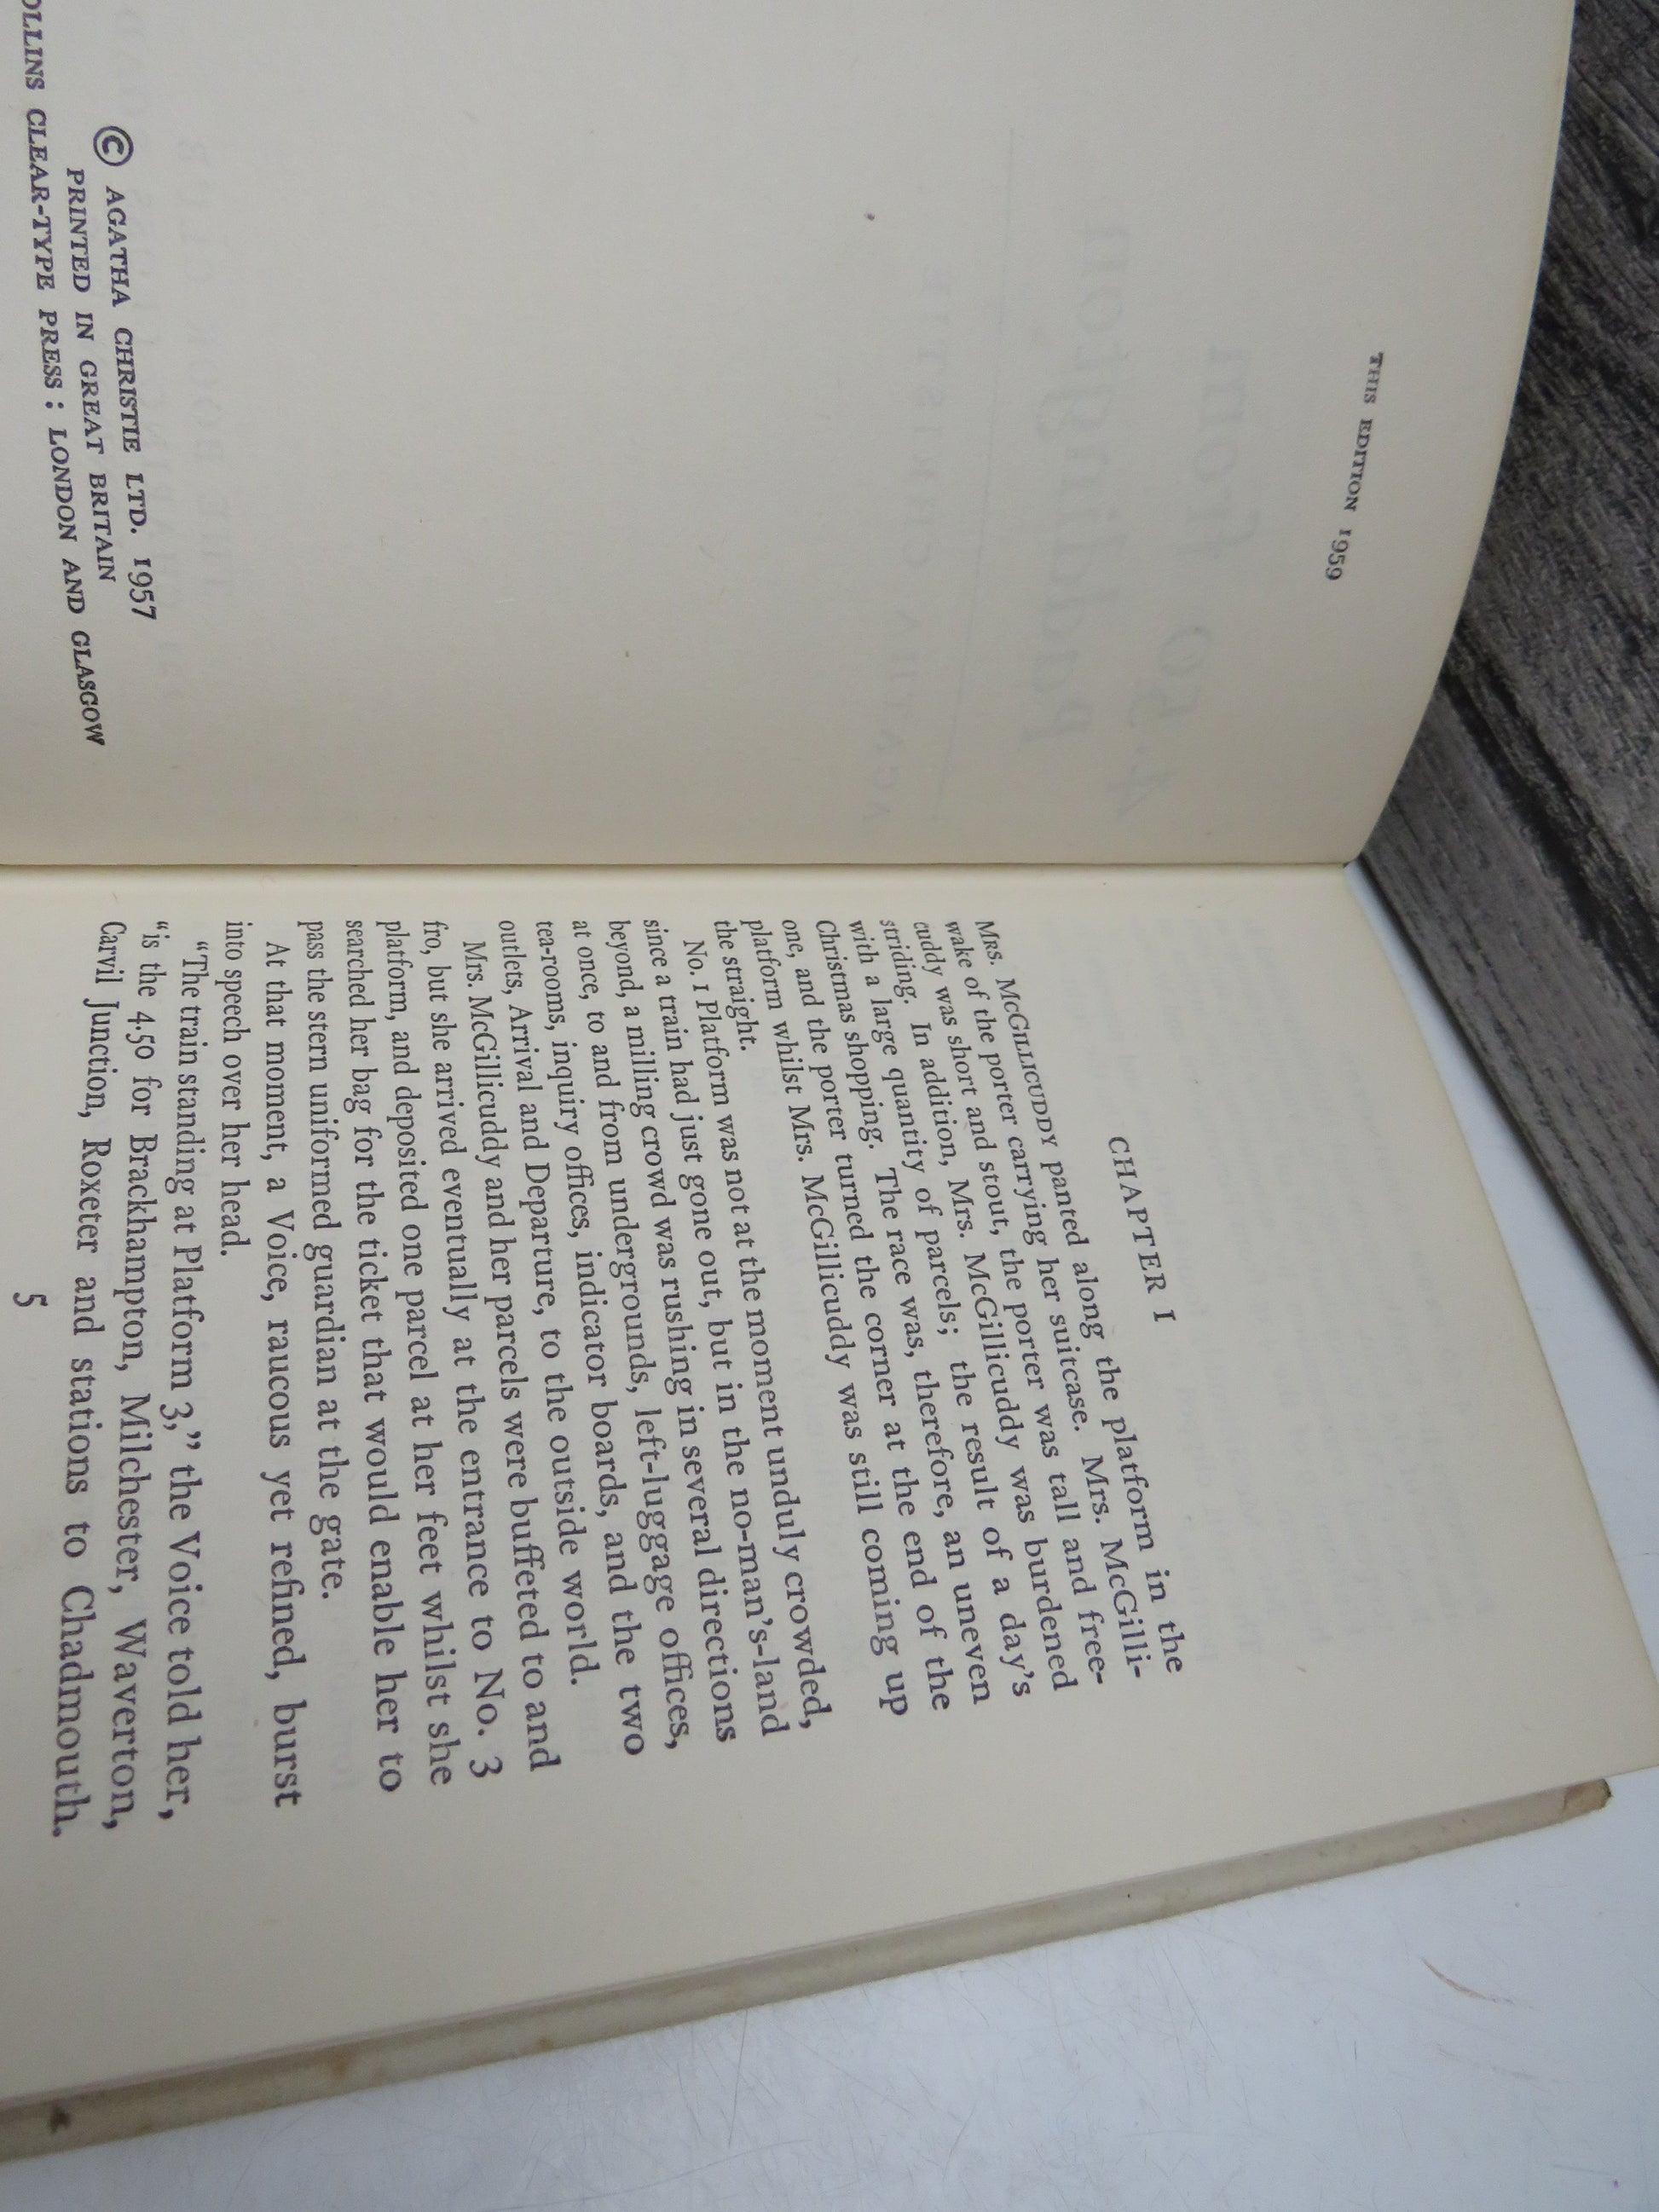 THIS EDITION 1959
© AGATHA CHRISTIE LTD. 1957
PRINTED IN GREAT BRITAIN
CLEAR-TYPE PRESS : LONDON AND GLASGOW
CHAPTER I
MRS. MCGILLICUDDY panted along the platform in the
wake of the porter carrying her suitcase. Mrs. McGilli-
cuddy was short and stout, the porter was tall and free-
striding. In addition, Mrs. McGillicuddy was burdened
with a large quantity of parcels; the result of a day's
Christmas shopping. The race was, therefore, an uneven
one, and the porter turned the corner at the end of the
platform whilst Mrs. McGillicuddy was still coming up
the straight.
No. 1 Platform was not at the moment unduly crowded,
since a train had just gone out, but in the no-man's-land
beyond, a milling crowd was rushing in several directions
at once, to and from undergrounds, left-luggage offices,
tea-rooms, inquiry offices, indicator boards, and the two
outlets, Arrival and Departure, to the outside world.
Mrs. McGillicuddy and her parcels were buffeted to and
fro, but she arrived eventually at the entrance to No. 3
platform, and deposited one parcel at her feet whilst she
searched her bag for the ticket that would enable her to
pass the stern uniformed guardian at the gate.
At that moment, a Voice, raucous yet refined, burst
into speech over her head.
"The train standing at Platform 3," the Voice told her,
"is the 4.50 for Brackhampton, Milchester, Waverton,
Carvil Junction, Roxeter and stations to Chadmouth.
5